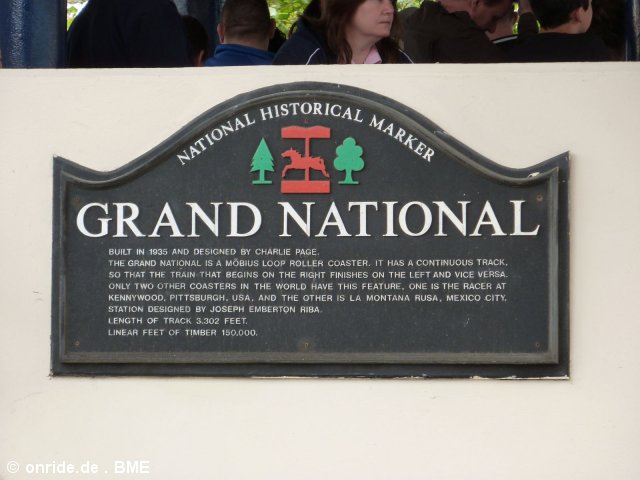 NATIONAL HISTORICAL MARKER
GRAND NATIONAL
BUILT IN 1935 AND DESIGNED BY CHARLIE PAGE.
THE GRAND NATIONAL IS A MÖBIUS LOOP ROLLER COASTER. IT HAS A CONTINUOUS TRACK,
SO THAT THE TRAIN THAT BEGINS ON THE RIGHT FINISHES ON THE LEFT AND VICE VERSA.
ONLY TWO OTHER COASTERS IN THE WORLD HAVE THIS FEATURE, ONE IS THE RACER AT
KENNYWOOD, PITTSBURGH, USA, AND THE OTHER IS LA MONTANA RUSA, MEXICO CITY.
STATION DESIGNED BY JOSEPH EMBERTON RIBA.
LENGTH OF TRACK 3,302 FEET.
LINEAR FEET OF TIMBER 150,000.
© onride.de . BME